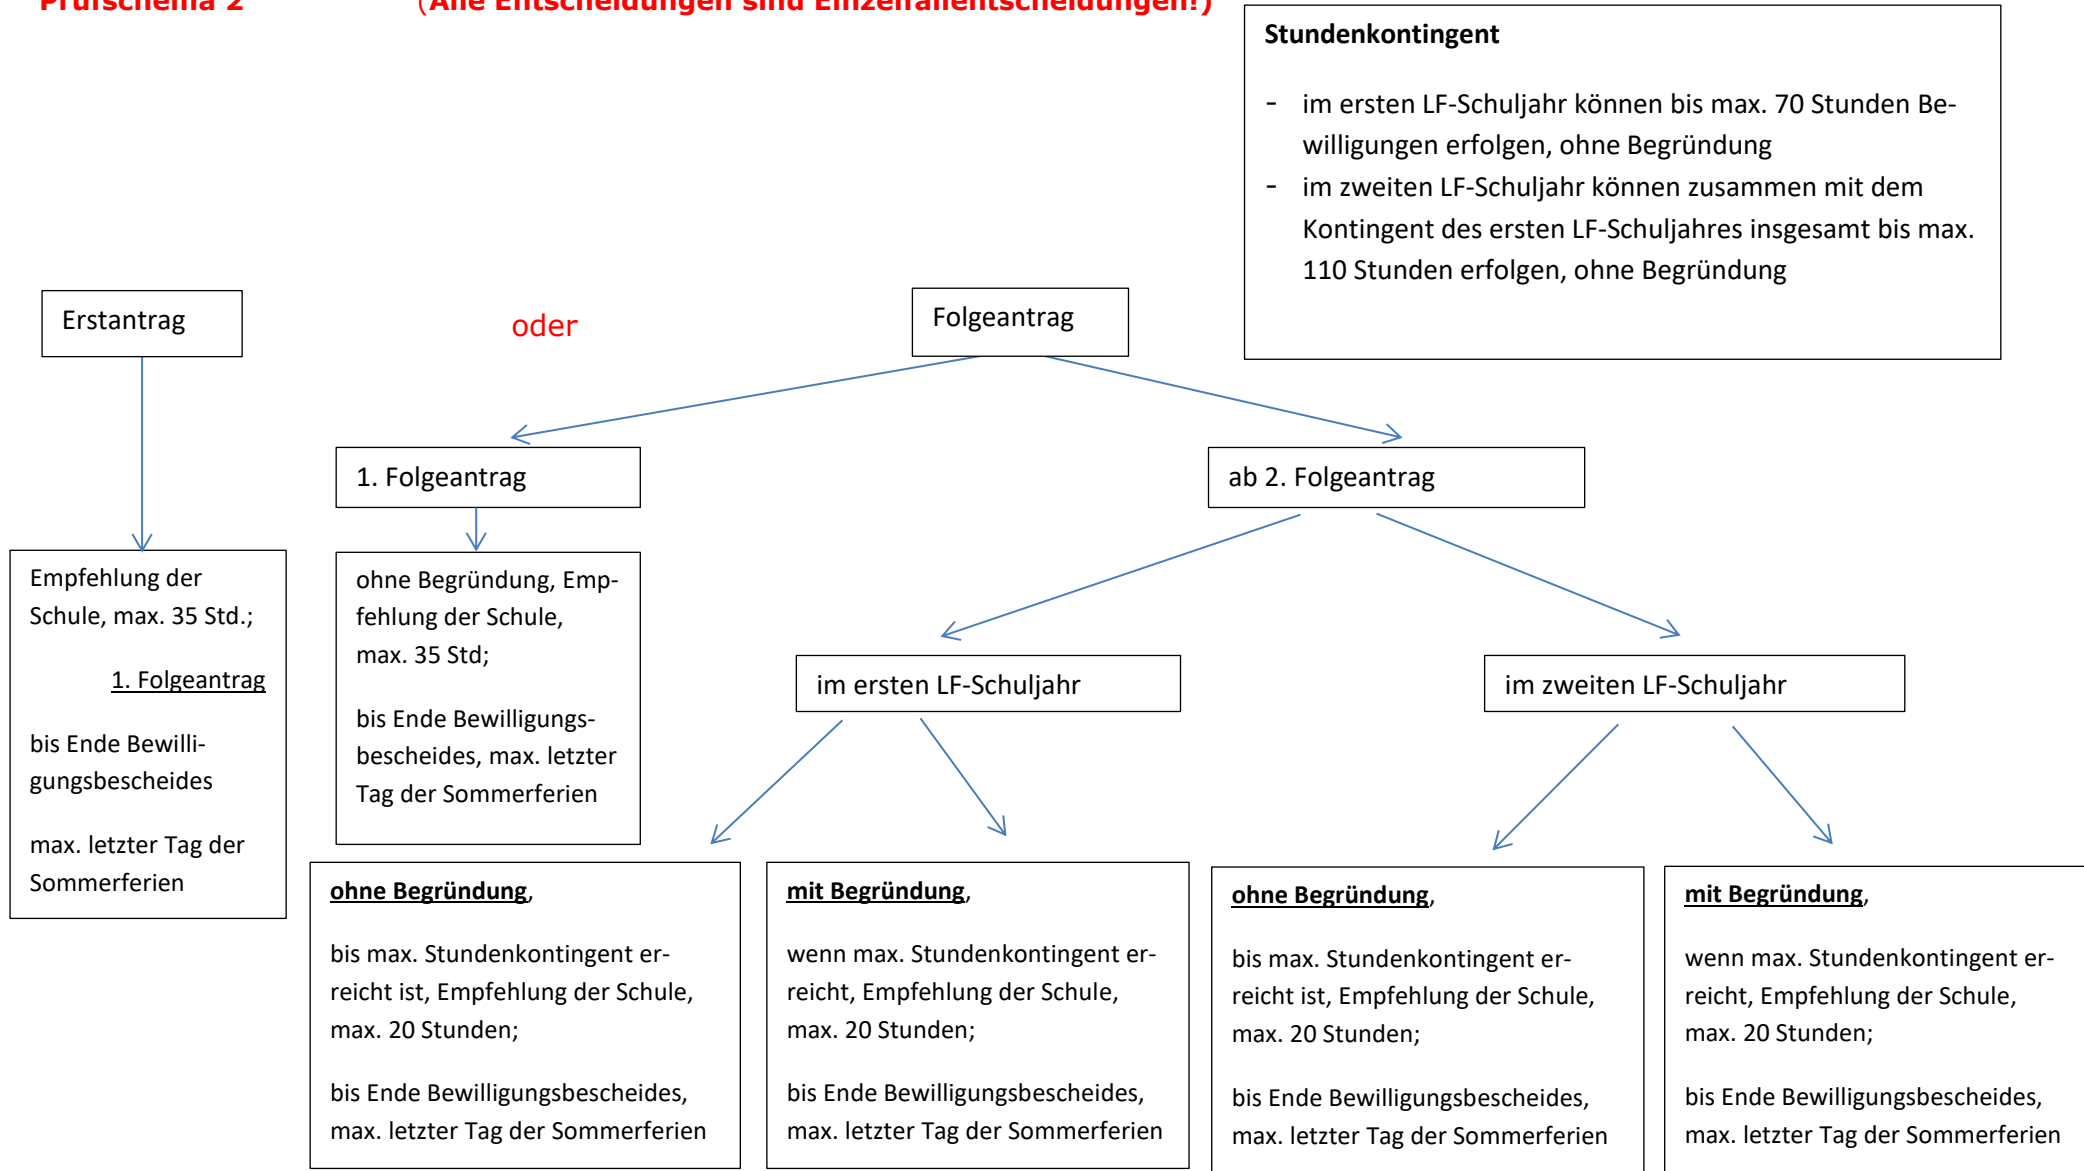 Prüfschema 2 (Alle Entscheidungen sind Einzelfallentscheidungen!)
Stundenkontingent
- im ersten LF-Schuljahr können bis max. 70 Stunden Be-
willigungen erfolgen, ohne Begründung
- im zweiten LF-Schuljahr können zusammen mit dem
Kontingent des ersten LF-Schuljahres insgesamt bis max.
110 Stunden erfolgen, ohne Begründung
Erstantrag
oder
Folgeantrag
1. Folgeantrag
ab 2. Folgeantrag
Empfehlung der
Schule, max. 35 Std.;
1. Folgeantrag
bis Ende Bewilli-
gungsbescheides
max. letzter Tag der
Sommerferien
ohne Begründung, Emp-
fehlung der Schule,
max. 35 Std;
bis Ende Bewilligungs-
bescheides, max. letzter
Tag der Sommerferien
im ersten LF-Schuljahr
im zweiten LF-Schuljahr
ohne Begründung,
bis max. Stundenkontingent er-
reicht ist, Empfehlung der Schule,
max. 20 Stunden;
bis Ende Bewilligungsbescheides,
max. letzter Tag der Sommerferien
mit Begründung,
wenn max. Stundenkontingent er-
reicht, Empfehlung der Schule,
max. 20 Stunden;
bis Ende Bewilligungsbescheides,
max. letzter Tag der Sommerferien
ohne Begründung,
bis max. Stundenkontingent er-
reicht ist, Empfehlung der Schule,
max. 20 Stunden;
bis Ende Bewilligungsbescheides,
max. letzter Tag der Sommerferien
mit Begründung,
wenn max. Stundenkontingent er-
reicht, Empfehlung der Schule,
max. 20 Stunden;
bis Ende Bewilligungsbescheides,
max. letzter Tag der Sommerferien